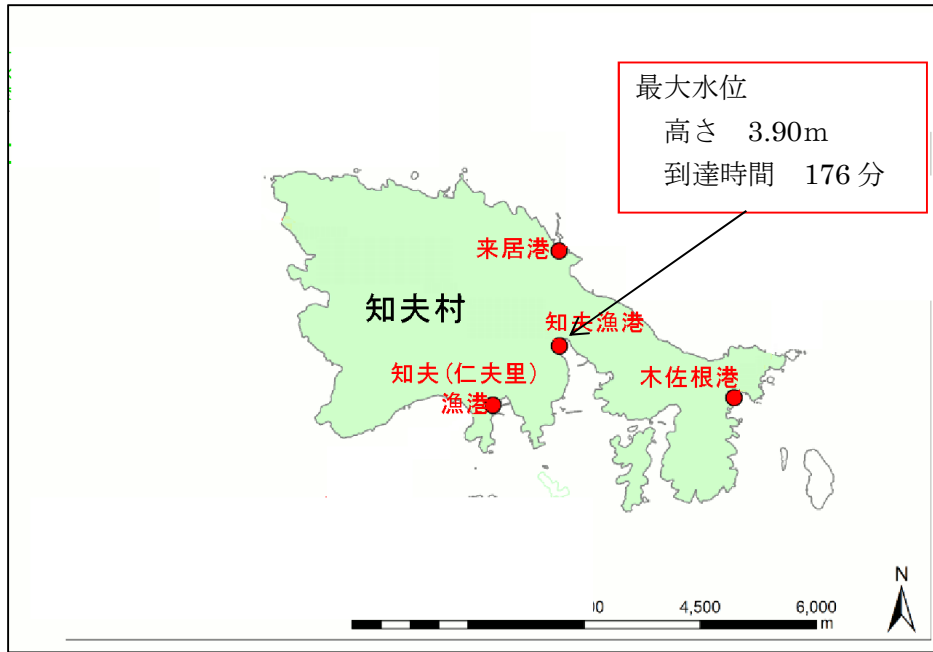 最大水位
高さ 3.90m
到達時間 176分
来居港
知夫村
知夫漁港
知夫(仁夫里)
漁港
木佐根港
N
4,500 6,000
m